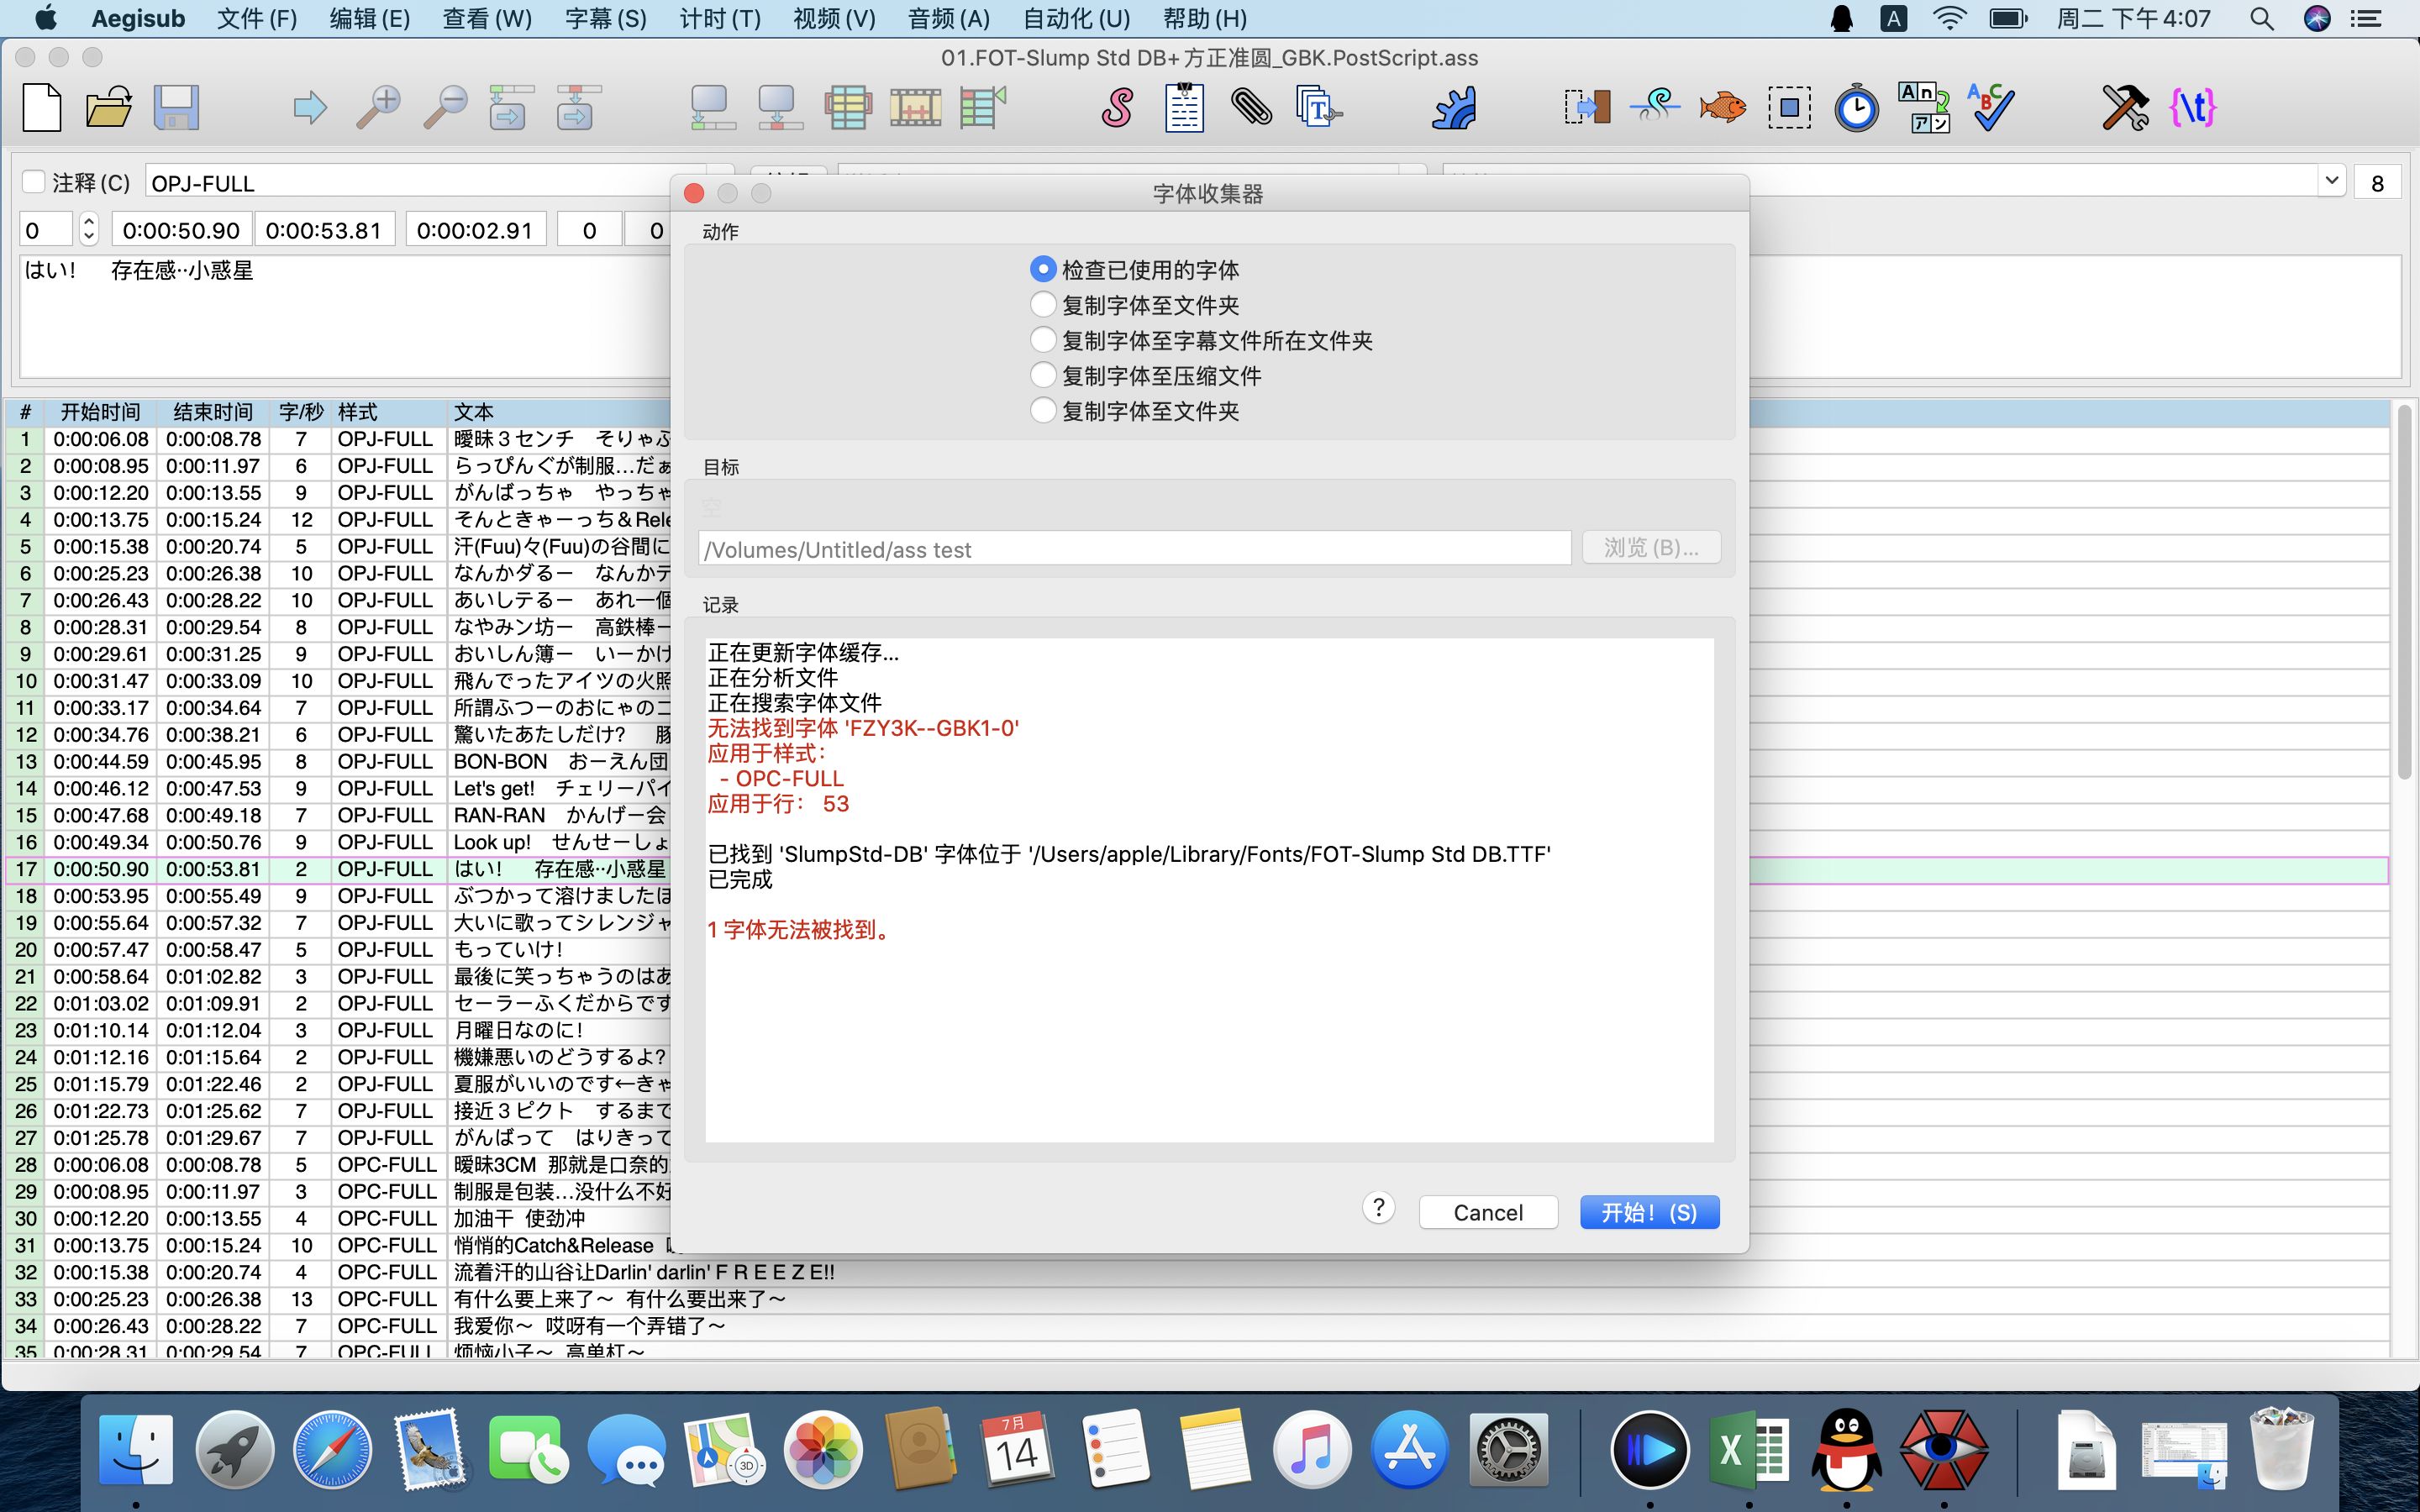 Aegisub 文件 (F) 编辑 (E) 查看 (W) 字幕 (S) 计时 (T) 视频 (V) 音频 (A) 自动化 (U) 帮助 (H) A 周二 下午4:07
01.FOT-Slump Std DB+方正准圆_GBK.PostScript.ass
注释 (C) OPJ-FULL 8
0 0:00:50.90 0:00:53.81 0:00:02.91 0 0
はい！　存在感··小惑星
# 开始时间 结束时间 字/秒 样式 文本
1 0:00:06.08 0:00:08.78 7 OPJ-FULL 曖昧３センチ　そりゃぷ
2 0:00:08.95 0:00:11.97 6 OPJ-FULL らっぴんぐが制服…だぁ
3 0:00:12.20 0:00:13.55 9 OPJ-FULL がんばっちゃ　やっちゃ
4 0:00:13.75 0:00:15.24 12 OPJ-FULL そんときゃーっち＆Rele
5 0:00:15.38 0:00:20.74 5 OPJ-FULL 汗(Fuu)々(Fuu)の谷間に
6 0:00:25.23 0:00:26.38 10 OPJ-FULL なんかダるー　なんかデ
7 0:00:26.43 0:00:28.22 10 OPJ-FULL あいしテるー　あれ一個
8 0:00:28.31 0:00:29.54 8 OPJ-FULL なやみン坊ー　高鉄棒ー
9 0:00:29.61 0:00:31.25 9 OPJ-FULL おいしん簿ー　いーかけ
10 0:00:31.47 0:00:33.09 10 OPJ-FULL 飛んでったアイツの火照
11 0:00:33.17 0:00:34.64 7 OPJ-FULL 所謂ふつーのおにゃのコ
12 0:00:34.76 0:00:38.21 6 OPJ-FULL 驚いたあたしだけ？　豚
13 0:00:44.59 0:00:45.95 8 OPJ-FULL BON-BON　おーえん団
14 0:00:46.12 0:00:47.53 9 OPJ-FULL Let's get!　チェリーパイ
15 0:00:47.68 0:00:49.18 7 OPJ-FULL RAN-RAN　かんげー会
16 0:00:49.34 0:00:50.76 9 OPJ-FULL Look up!　せんせーしょ
17 0:00:50.90 0:00:53.81 2 OPJ-FULL はい！　存在感··小惑星
18 0:00:53.95 0:00:55.49 9 OPJ-FULL ぶつかって溶けましたほ
19 0:00:55.64 0:00:57.32 7 OPJ-FULL 大いに歌ってシレンジャ
20 0:00:57.47 0:00:58.47 5 OPJ-FULL もっていけ！
21 0:00:58.64 0:01:02.82 3 OPJ-FULL 最後に笑っちゃうのはあ
22 0:01:03.02 0:01:09.91 2 OPJ-FULL セーラーふくだからです
23 0:01:10.14 0:01:12.04 3 OPJ-FULL 月曜日なのに！
24 0:01:12.16 0:01:15.64 2 OPJ-FULL 機嫌悪いのどうするよ？
25 0:01:15.79 0:01:22.46 2 OPJ-FULL 夏服がいいのです←きゃ
26 0:01:22.73 0:01:25.62 7 OPJ-FULL 接近３ピクト　するまで
27 0:01:25.78 0:01:29.67 7 OPJ-FULL がんばって　はりきって
28 0:00:06.08 0:00:08.78 5 OPC-FULL 曖昧3CM 那就是口奈的
29 0:00:08.95 0:00:11.97 3 OPC-FULL 制服是包装…没什么不好
30 0:00:12.20 0:00:13.55 4 OPC-FULL 加油干 使劲冲
31 0:00:13.75 0:00:15.24 10 OPC-FULL 悄悄的Catch&Release
32 0:00:15.38 0:00:20.74 4 OPC-FULL 流着汗的山谷让Darlin' darlin' F R E E Z E!!
33 0:00:25.23 0:00:26.38 13 OPC-FULL 有什么要上来了～ 有什么要出来了～
34 0:00:26.43 0:00:28.22 7 OPC-FULL 我爱你～ 哎呀有一个弄错了～
35 0:00:28.31 0:00:29.54 7 OPC-FULL 烦恼小子～ 高单杠～
字体收集器
动作
检查已使用的字体
复制字体至文件夹
复制字体至字幕文件所在文件夹
复制字体至压缩文件
复制字体至文件夹
目标
空
/Volumes/Untitled/ass test 浏览 (B)...
记录
正在更新字体缓存...
正在分析文件
正在搜索字体文件
无法找到字体 'FZY3K--GBK1-0'
应用于样式：
- OPC-FULL
应用于行： 53
已找到 'SlumpStd-DB' 字体位于 '/Users/apple/Library/Fonts/FOT-Slump Std DB.TTF'
已完成
1 字体无法被找到。
? Cancel 开始！(S)
7月
14
3D